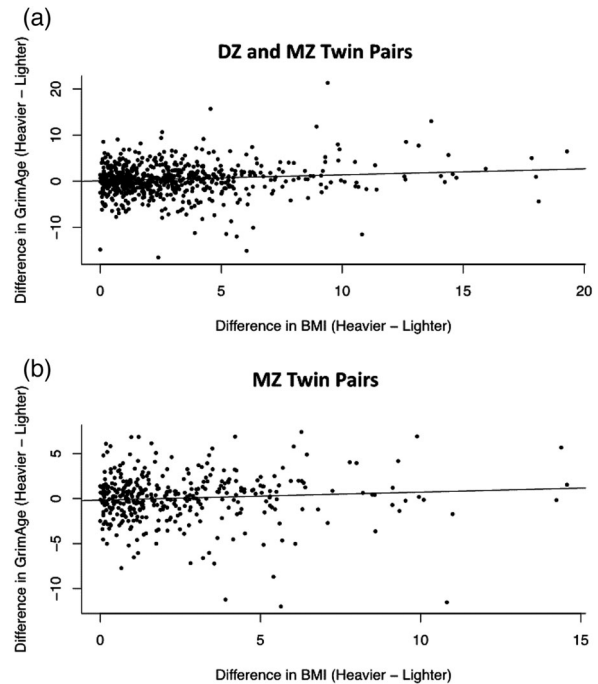 (a)
DZ and MZ Twin Pairs
Difference in GrimAge (Heavier – Lighter)
20
10
0
−10
0 5 10 15 20
Difference in BMI (Heavier – Lighter)
(b)
MZ Twin Pairs
Difference in GrimAge (Heavier – Lighter)
5
0
−5
−10
0 5 10 15
Difference in BMI (Heavier – Lighter)